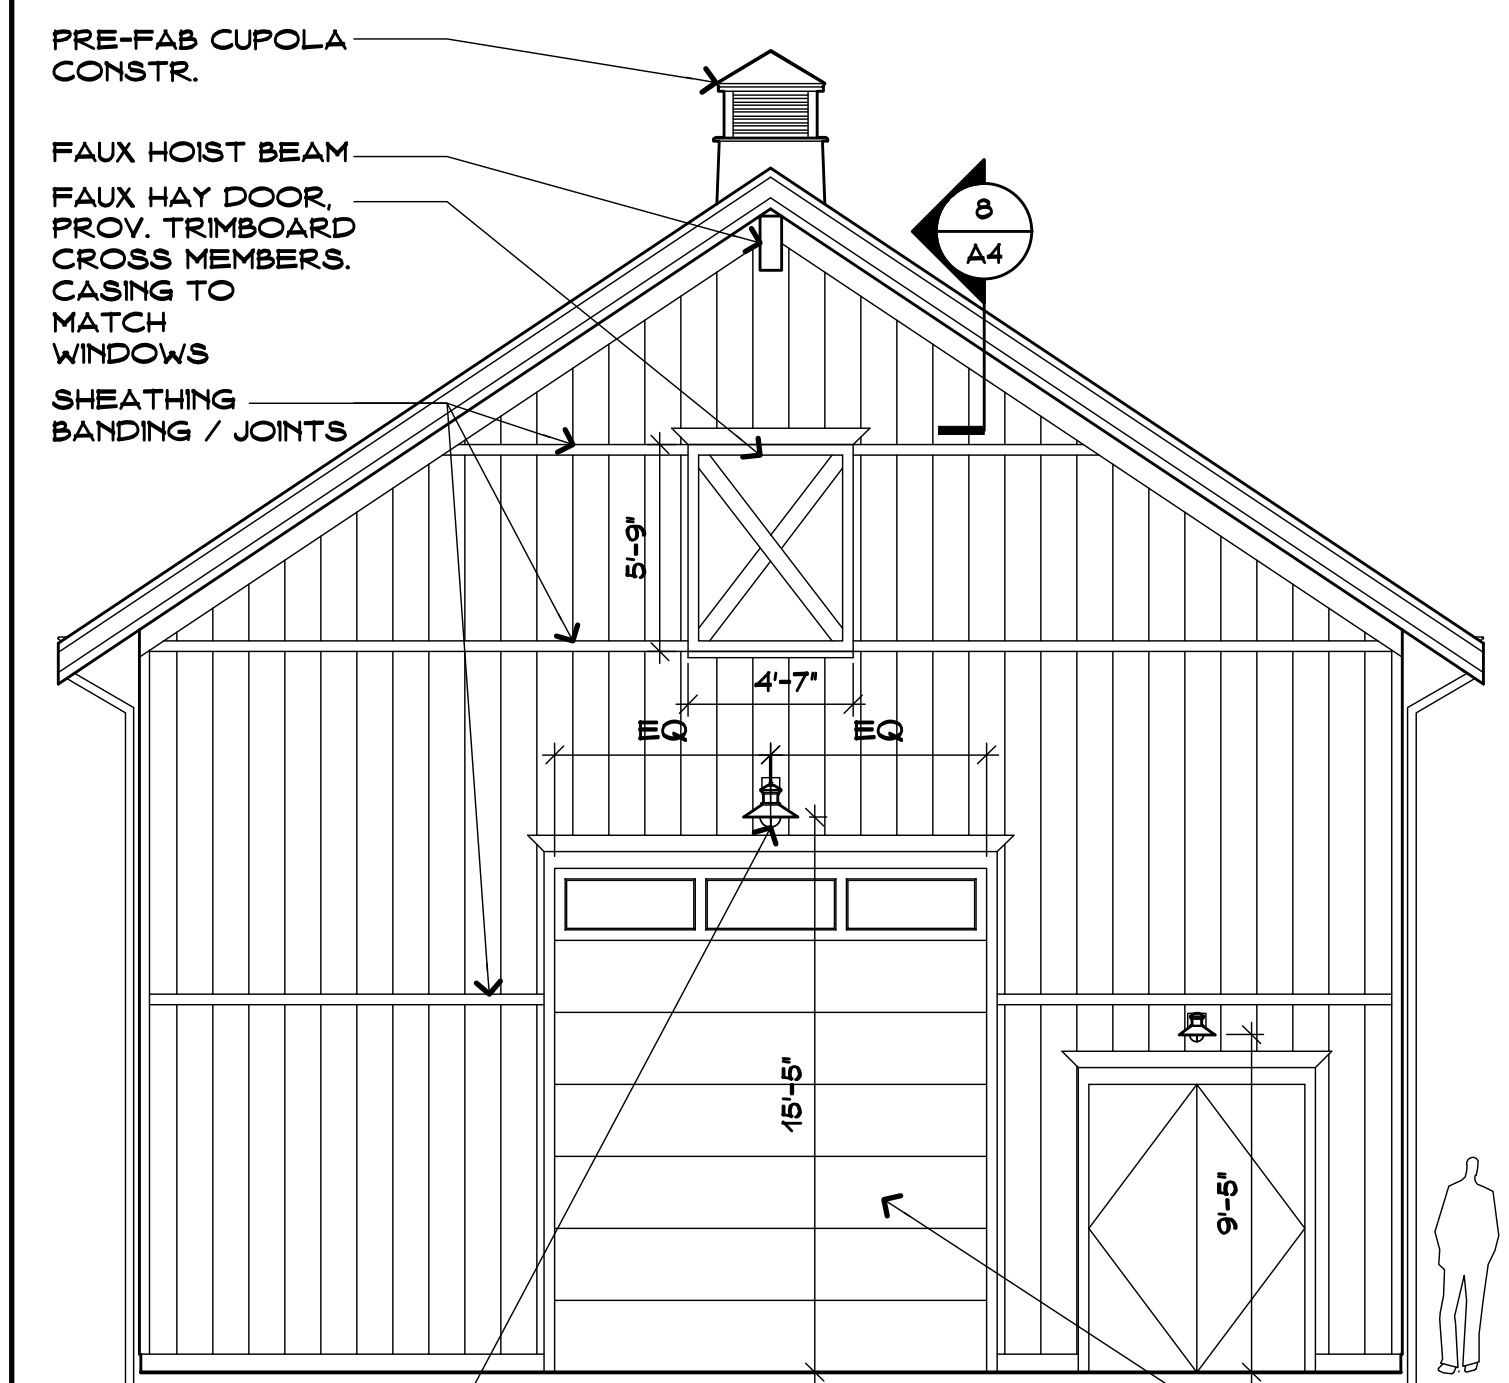 PRE-FAB CUPOLA
CONSTR.
FAUX HOIST BEAM
FAUX HAY DOOR,
PROV. TRIMBOARD
CROSS MEMBERS.
CASING TO
MATCH
WINDOWS
SHEATHING
BANDING / JOINTS
8
A4
5'-9"
4'-7"
EQ
EQ
15'-5"
9'-5"